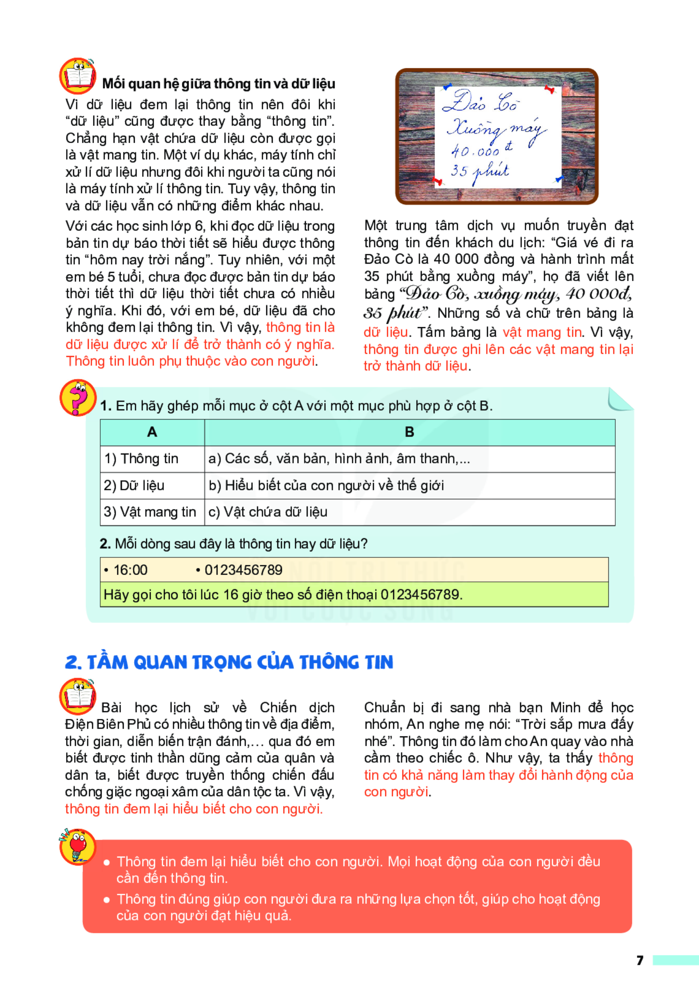 Mối quan hệ giữa thông tin và dữ liệu
Vì dữ liệu đem lại thông tin nên đôi khi
“dữ liệu” cũng được thay bằng “thông tin”.
Chẳng hạn vật chứa dữ liệu còn được gọi
là vật mang tin. Một ví dụ khác, máy tính chỉ
xử lí dữ liệu nhưng đôi khi người ta cũng nói
là máy tính xử lí thông tin. Tuy vậy, thông tin
và dữ liệu vẫn có những điểm khác nhau.
Với các học sinh lớp 6, khi đọc dữ liệu trong
bản tin dự báo thời tiết sẽ hiểu được thông
tin “hôm nay trời nắng”. Tuy nhiên, với một
em bé 5 tuổi, chưa đọc được bản tin dự báo
thời tiết thì dữ liệu thời tiết chưa có nhiều
ý nghĩa. Khi đó, với em bé, dữ liệu đã cho
không đem lại thông tin. Vì vậy, thông tin là
dữ liệu được xử lí để trở thành có ý nghĩa.
Thông tin luôn phụ thuộc vào con người.
Đảo Cò
Xuồng máy
40.000 đ
35 phút
Một trung tâm dịch vụ muốn truyền đạt
thông tin đến khách du lịch: “Giá vé đi ra
Đảo Cò là 40 000 đồng và hành trình mất
35 phút bằng xuồng máy”, họ đã viết lên
bảng “Đảo Cò, xuồng máy, 40 000đ,
35 phút”. Những số và chữ trên bảng là
dữ liệu. Tấm bảng là vật mang tin. Vì vậy,
thông tin được ghi lên các vật mang tin lại
trở thành dữ liệu.
1. Em hãy ghép mỗi mục ở cột A với một mục phù hợp ở cột B.
A B
1) Thông tin a) Các số, văn bản, hình ảnh, âm thanh,...
2) Dữ liệu b) Hiểu biết của con người về thế giới
3) Vật mang tin c) Vật chứa dữ liệu
2. Mỗi dòng sau đây là thông tin hay dữ liệu?
• 16:00 • 0123456789
Hãy gọi cho tôi lúc 16 giờ theo số điện thoại 0123456789.
KẾT NỐI TRI THỨC
VỚI CUỘC SỐNG
2. TẦM QUAN TRỌNG CỦA THÔNG TIN
Bài học lịch sử về Chiến dịch
Điện Biên Phủ có nhiều thông tin về địa điểm,
thời gian, diễn biến trận đánh,… qua đó em
biết được tinh thần dũng cảm của quân và
dân ta, biết được truyền thống chiến đấu
chống giặc ngoại xâm của dân tộc ta. Vì vậy,
thông tin đem lại hiểu biết cho con người.
Chuẩn bị đi sang nhà bạn Minh để học
nhóm, An nghe mẹ nói: “Trời sắp mưa đấy
nhé”. Thông tin đó làm cho An quay vào nhà
cầm theo chiếc ô. Như vậy, ta thấy thông
tin có khả năng làm thay đổi hành động của
con người.
• Thông tin đem lại hiểu biết cho con người. Mọi hoạt động của con người đều
cần đến thông tin.
• Thông tin đúng giúp con người đưa ra những lựa chọn tốt, giúp cho hoạt động
của con người đạt hiệu quả.
7